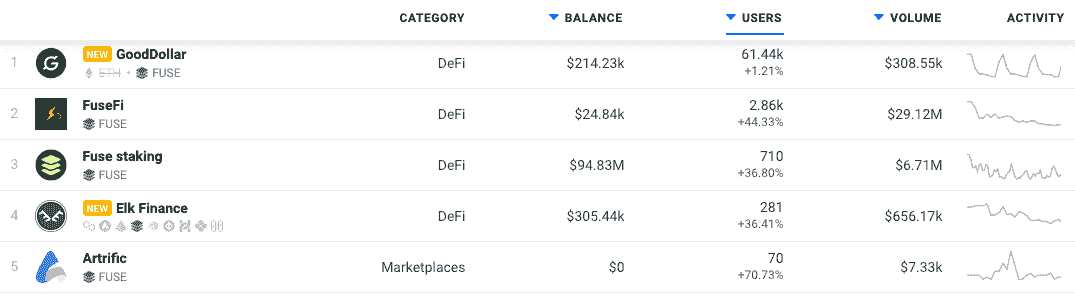 CATEGORY BALANCE USERS VOLUME ACTIVITY
1 NEW GoodDollar DeFi $214.23k 61.44k $308.55k
ETH • FUSE +1.21%
2 FuseFi DeFi $24.84k 2.86k $29.12M
FUSE +44.33%
3 Fuse staking DeFi $94.83M 710 $6.71M
FUSE +36.80%
4 NEW Elk Finance DeFi $305.44k 281 $656.17k
+36.41%
5 Artrific Marketplaces $0 70 $7.33k
FUSE +70.73%